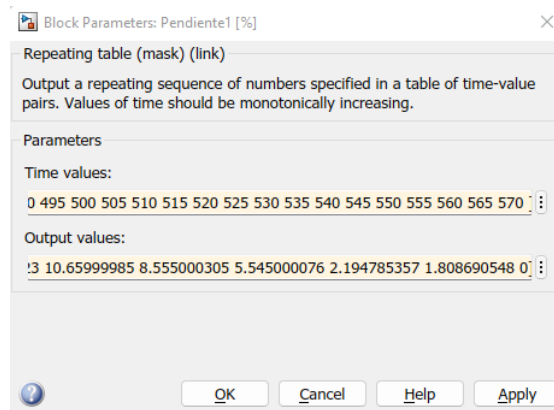 Block Parameters: Pendiente1 [%]
Repeating table (mask) (link)
Output a repeating sequence of numbers specified in a table of time-value
pairs. Values of time should be monotonically increasing.
Parameters
Time values:
0 495 500 505 510 515 520 525 530 535 540 545 550 555 560 565 570 ]
Output values:
23 10.65999985 8.555000305 5.545000076 2.194785357 1.808690548 0]
OK Cancel Help Apply